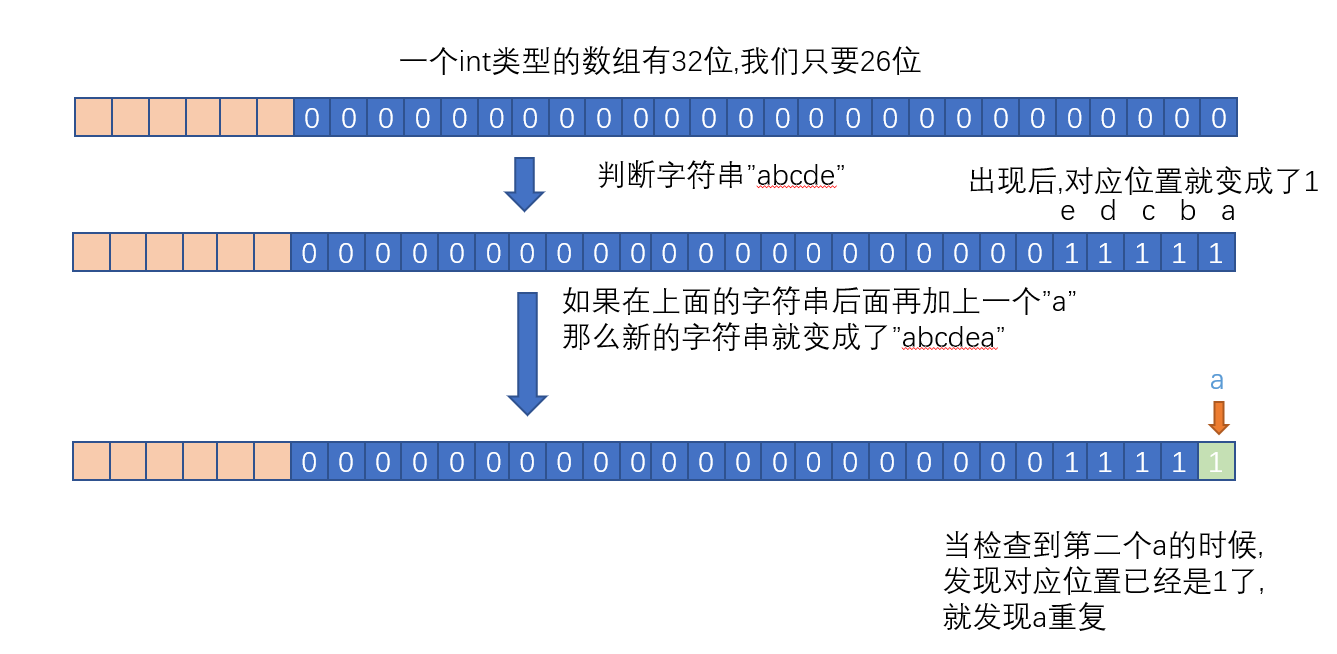 一个int类型的数组有32位,我们只要26位
0 0 0 0 0 0 0 0 0 0 0 0 0 0 0 0 0 0 0 0 0 0 0 0 0 0
判断字符串”abcde”
出现后,对应位置就变成了1
e d c b a
0 0 0 0 0 0 0 0 0 0 0 0 0 0 0 0 0 0 0 0 0 1 1 1 1 1
如果在上面的字符串后面再加上一个”a”
那么新的字符串就变成了”abcdea”
a
0 0 0 0 0 0 0 0 0 0 0 0 0 0 0 0 0 0 0 0 0 1 1 1 1 1
当检查到第二个a的时候,
发现对应位置已经是1了,
就发现a重复